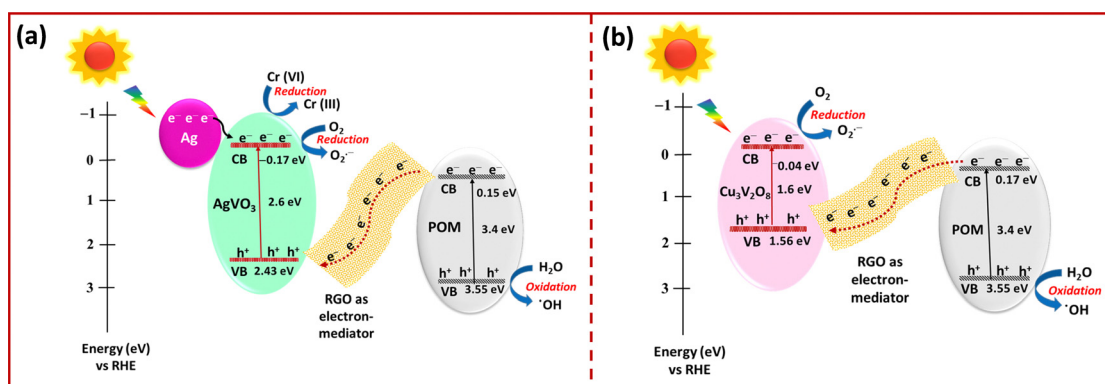 (a)
−1
0
1
2
3
Energy (eV)
vs RHE
e⁻ e⁻ e⁻
Ag
Cr (VI)
Reduction
Cr (III)
O₂
Reduction
O₂·⁻
e⁻ e⁻ e⁻
CB
−0.17 eV
AgVO₃
2.6 eV
h⁺ h⁺ h⁺
VB 2.43 eV
e⁻
e⁻
e⁻
e⁻
e⁻
e⁻
e⁻
RGO as
electron-
mediator
e⁻ e⁻ e⁻
CB
0.15 eV
POM
3.4 eV
h⁺ h⁺ h⁺
VB 3.55 eV
H₂O
Oxidation
·OH
(b)
−1
0
1
2
3
Energy (eV)
vs RHE
O₂
Reduction
O₂·⁻
e⁻ e⁻ e⁻
CB
−0.04 eV
Cu₃V₂O₈
1.6 eV
h⁺ h⁺ h⁺
VB 1.56 eV
e⁻
e⁻
e⁻
e⁻
e⁻
e⁻
RGO as
electron-
mediator
e⁻ e⁻ e⁻
CB
0.17 eV
POM
3.4 eV
h⁺ h⁺ h⁺
VB 3.55 eV
H₂O
Oxidation
·OH